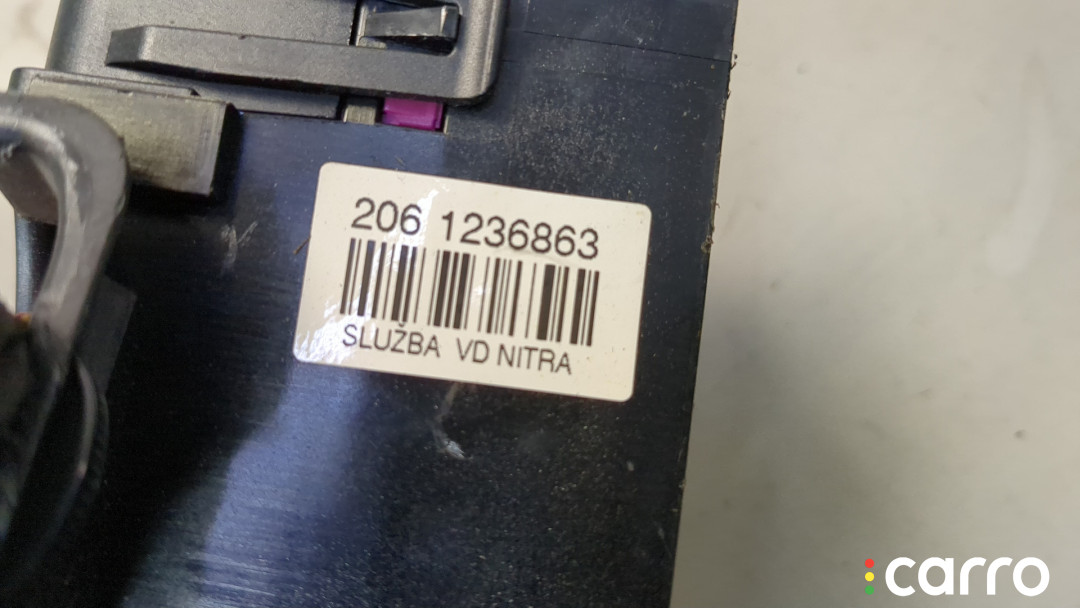 206 1236863
SLUŽBA VD NITRA
carro